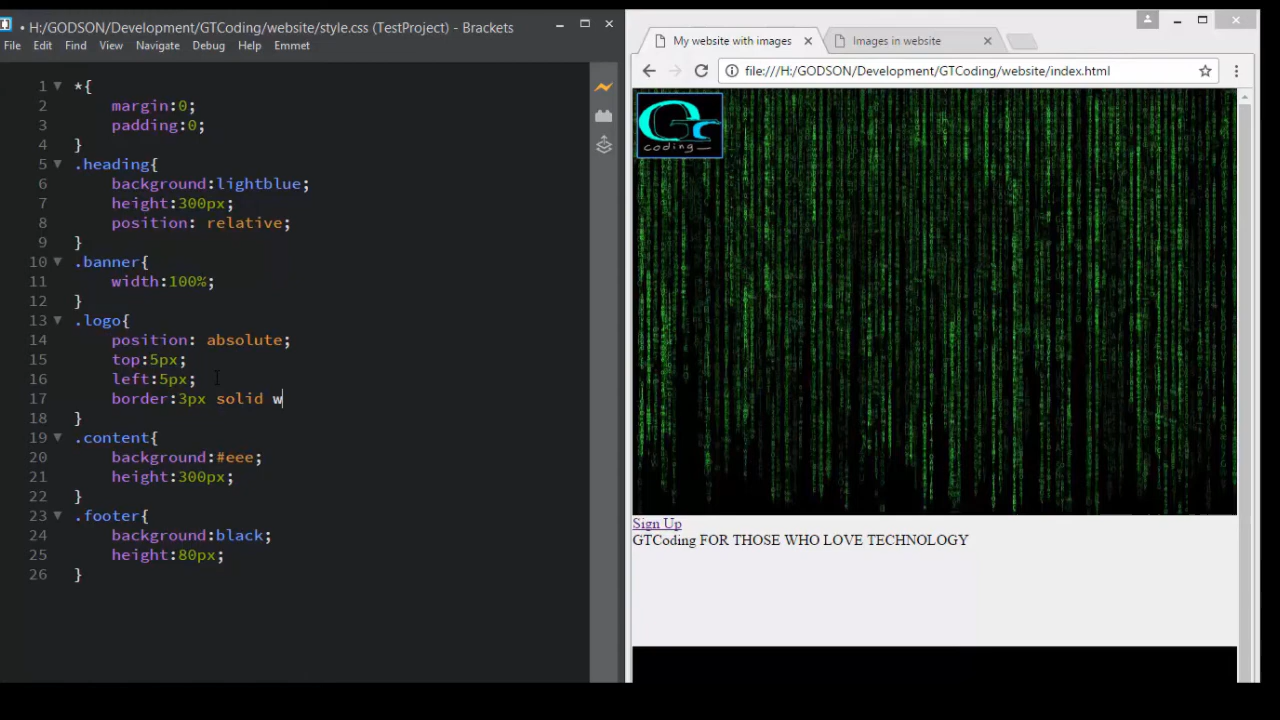 • H:/GODSON/Development/GTCoding/website/style.css (TestProject) - Brackets
File Edit Find View Navigate Debug Help Emmet
1 *{
2 margin:0;
3 padding:0;
4 }
5 .heading{
6 background:lightblue;
7 height:300px;
8 position: relative;
9 }
10 .banner{
11 width:100%;
12 }
13 .logo{
14 position: absolute;
15 top:5px;
16 left:5px;
17 border:3px solid w
18 }
19 .content{
20 background:#eee;
21 height:300px;
22 }
23 .footer{
24 background:black;
25 height:80px;
26 }
My website with images
Images in website
file:///H:/GODSON/Development/GTCoding/website/index.html
GTC
coding_
Sign Up
GTCoding FOR THOSE WHO LOVE TECHNOLOGY